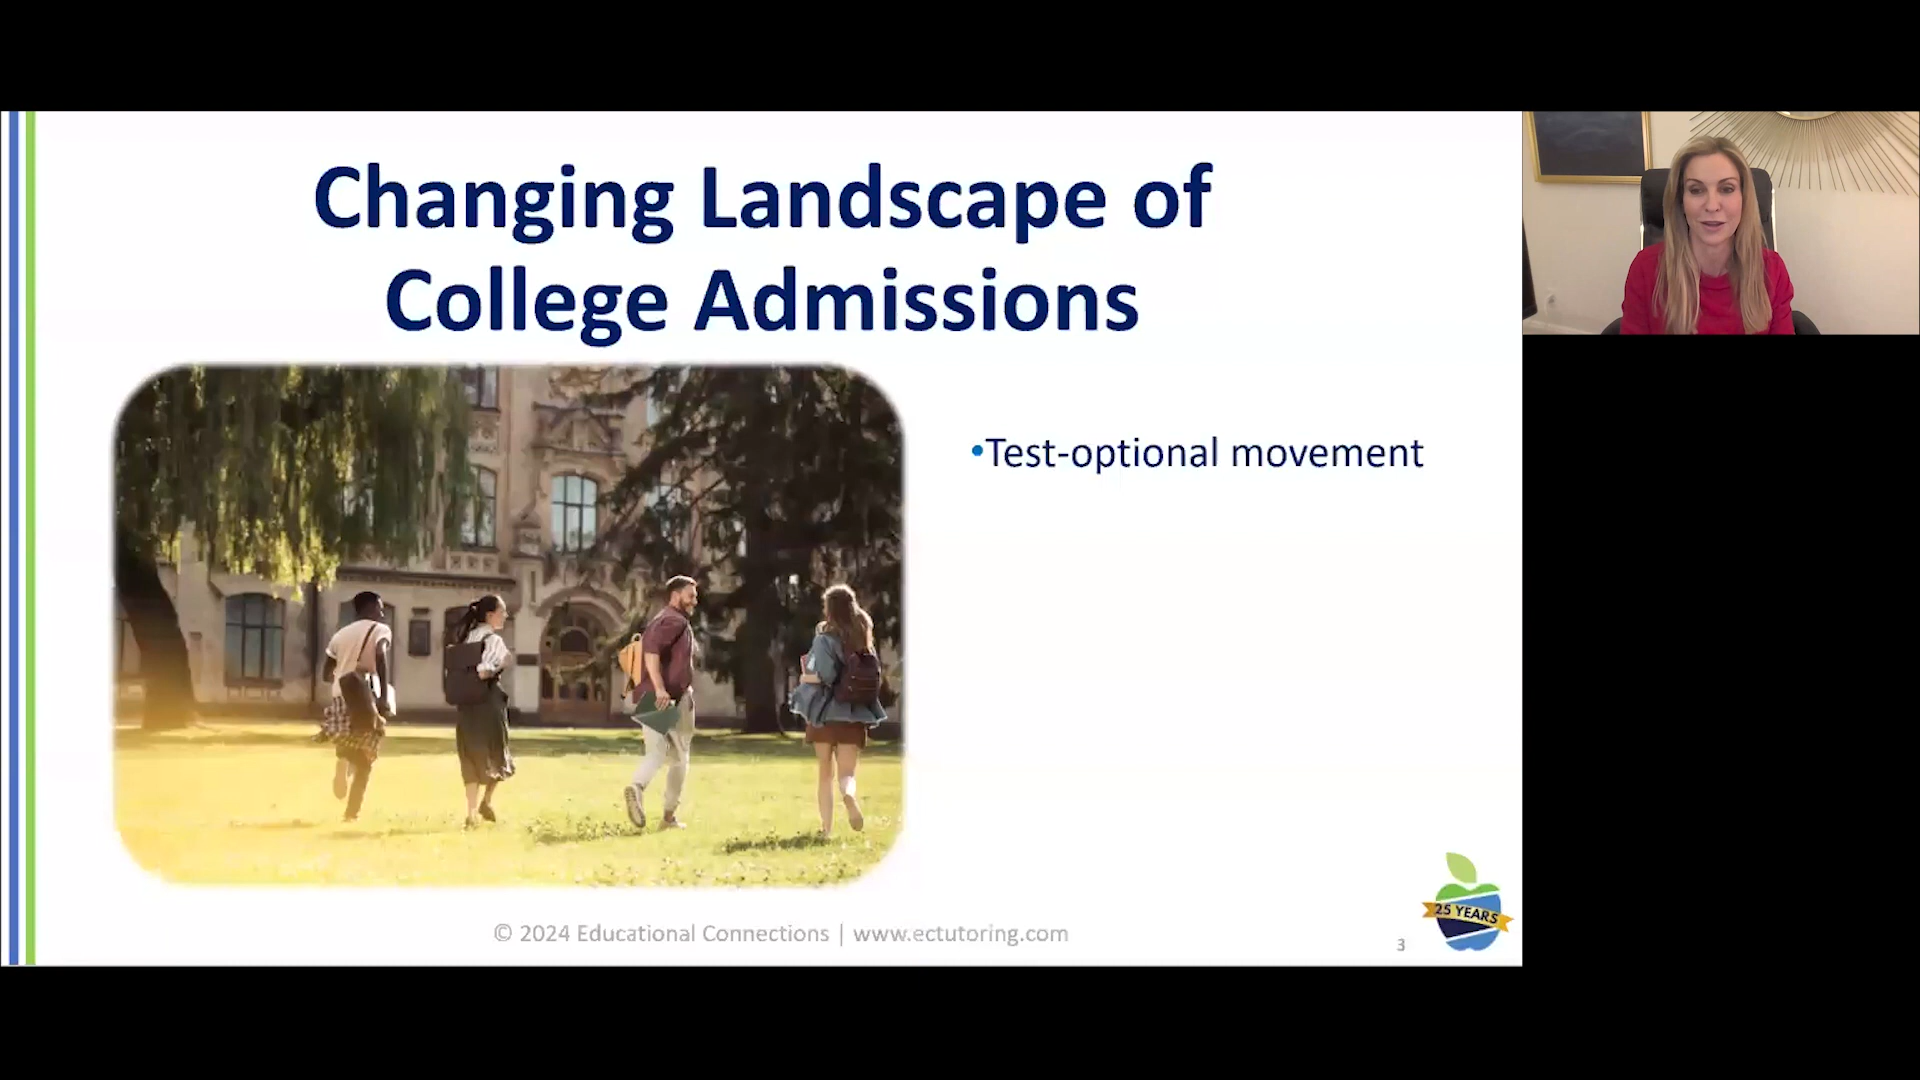 Changing Landscape of
College Admissions
•Test-optional movement
© 2024 Educational Connections | www.ectutoring.com
3
25 YEARS